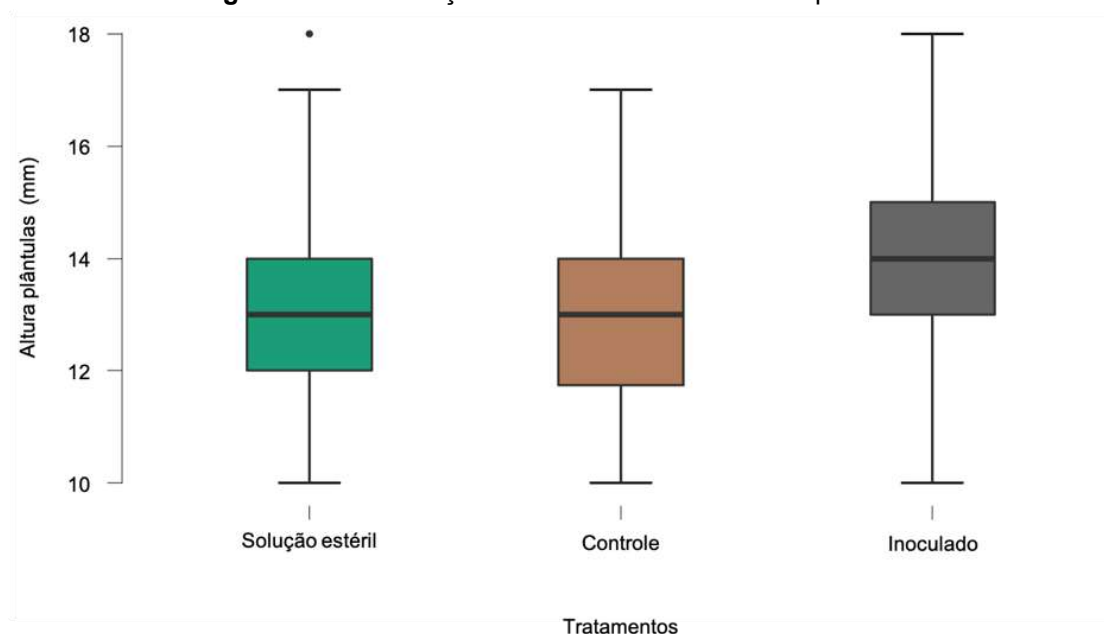 18
16
14
12
10
Altura plântulas (mm)
Solução estéril Controle Inoculado
Tratamentos